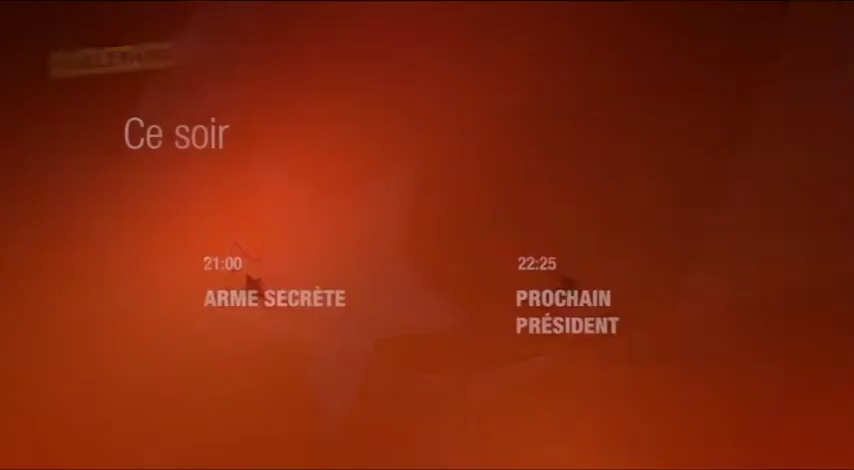 Ce soir
21:00
ARME SECRÈTE
22:25
PROCHAIN
PRÉSIDENT